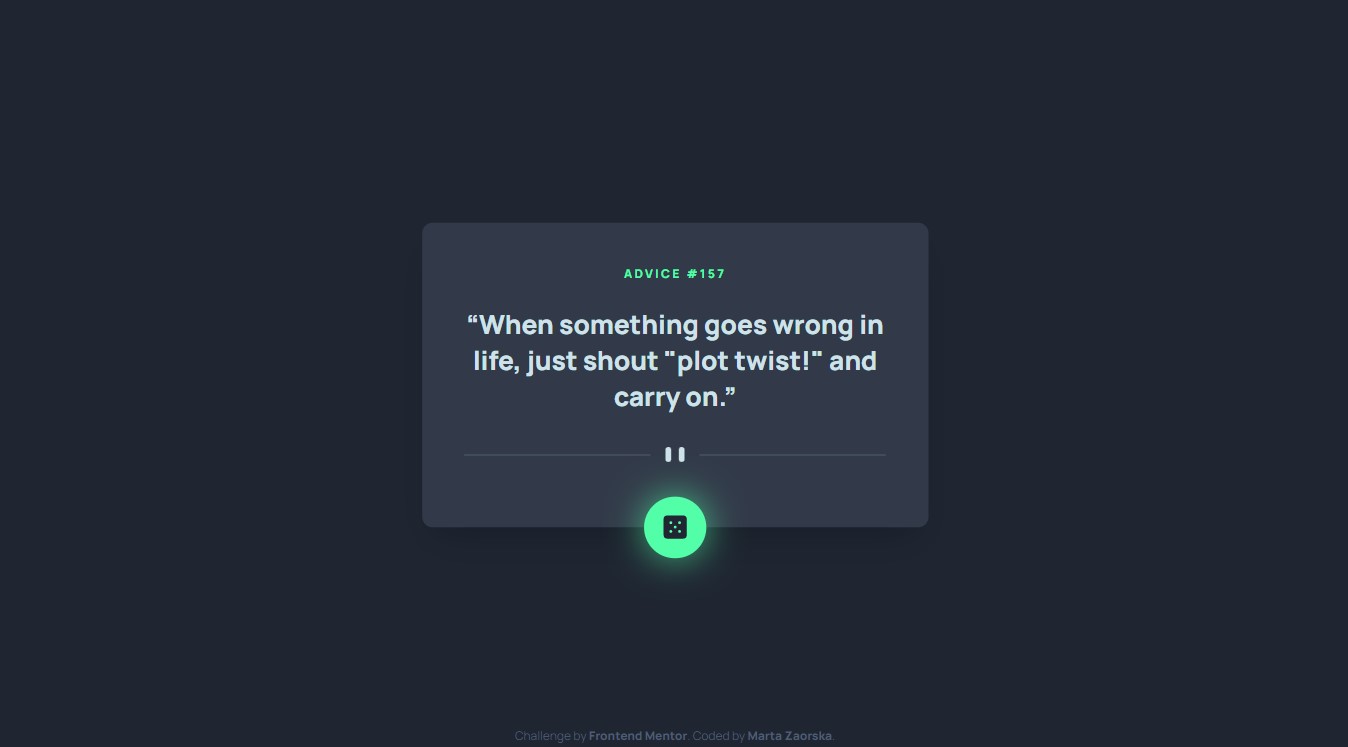 ADVICE #157
“When something goes wrong in
life, just shout "plot twist!" and
carry on.”
Challenge by Frontend Mentor. Coded by Marta Zaorska.